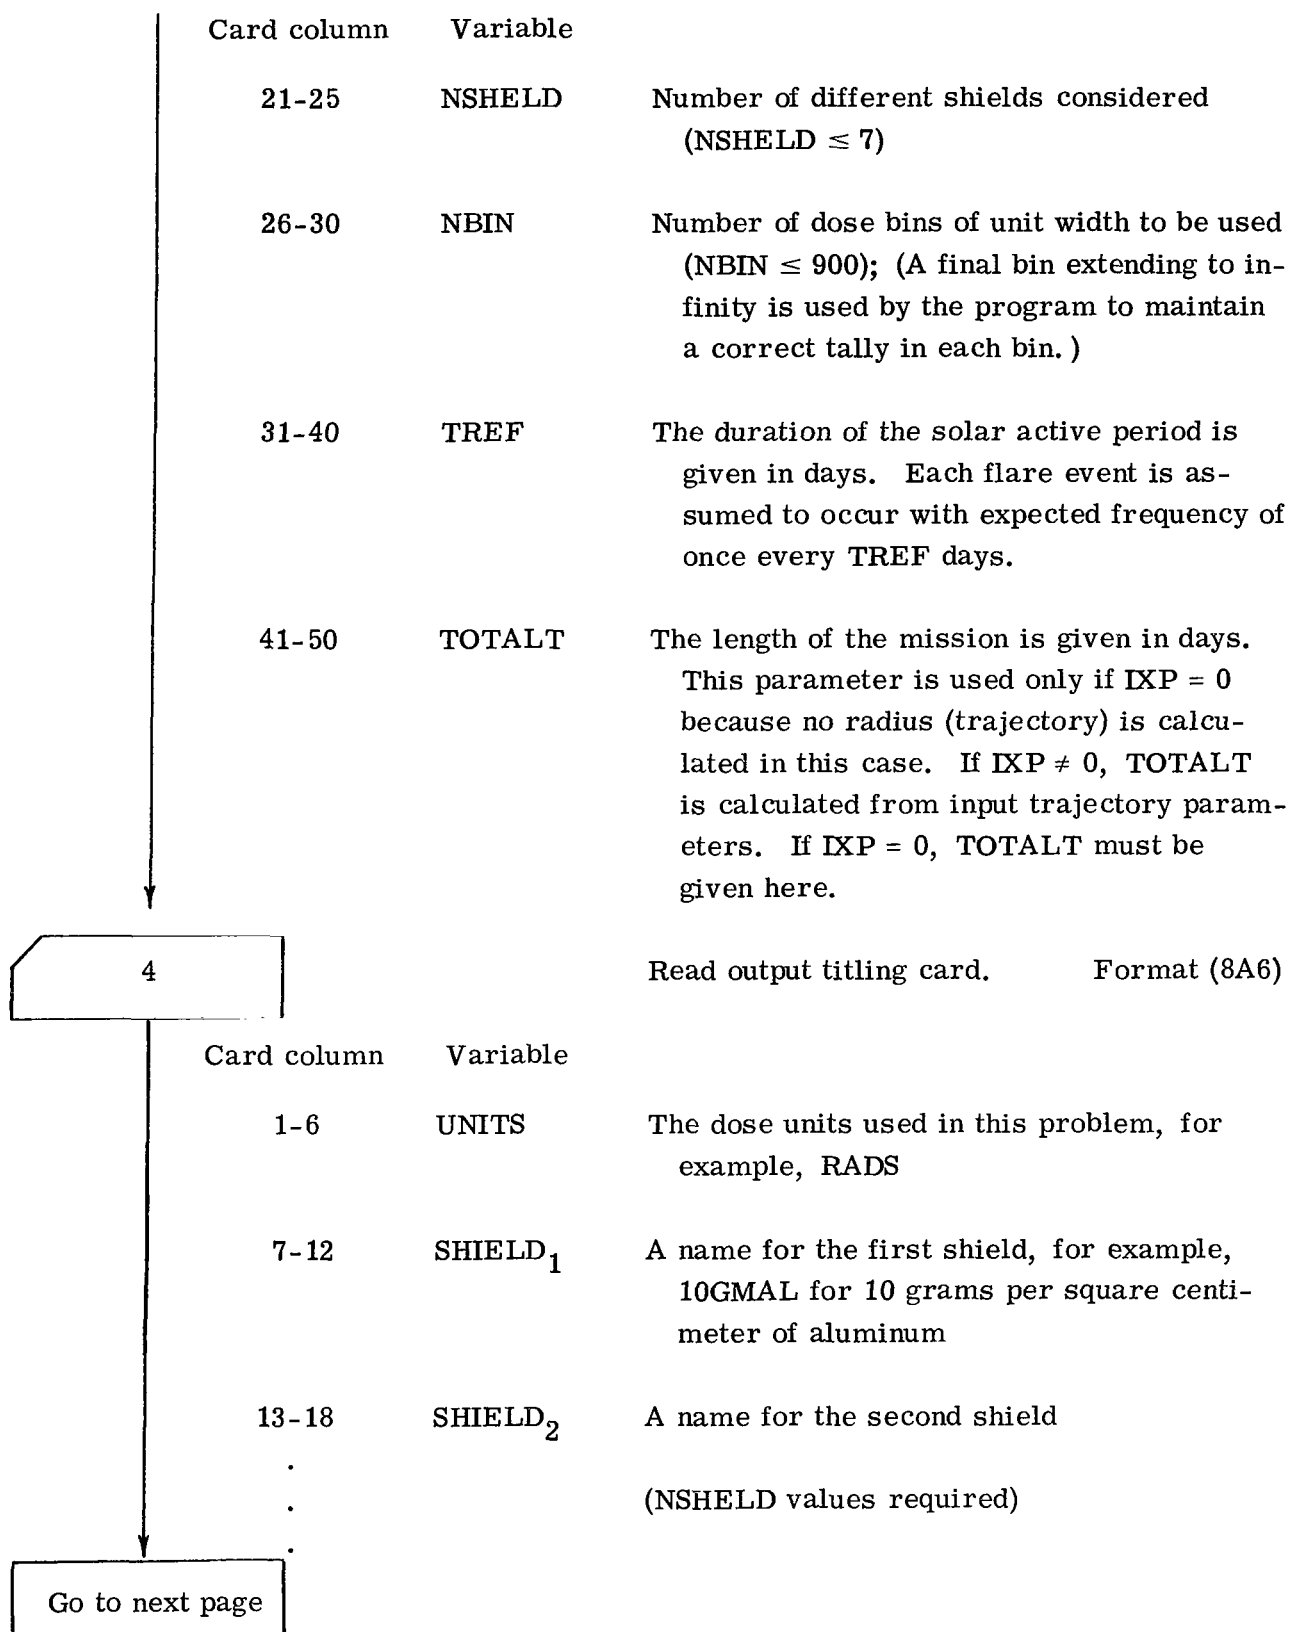 Card column Variable
21-25 NSHELD Number of different shields considered
(NSHELD ≤ 7)
26-30 NBIN Number of dose bins of unit width to be used
(NBIN ≤ 900); (A final bin extending to in-
finity is used by the program to maintain
a correct tally in each bin.)
31-40 TREF The duration of the solar active period is
given in days. Each flare event is as-
sumed to occur with expected frequency of
once every TREF days.
41-50 TOTALT The length of the mission is given in days.
This parameter is used only if IXP = 0
because no radius (trajectory) is calcu-
lated in this case. If IXP ≠ 0, TOTALT
is calculated from input trajectory param-
eters. If IXP = 0, TOTALT must be
given here.
4 Read output titling card. Format (8A6)
Card column Variable
1-6 UNITS The dose units used in this problem, for
example, RADS
7-12 SHIELD₁ A name for the first shield, for example,
10GMAL for 10 grams per square centi-
meter of aluminum
13-18 SHIELD₂ A name for the second shield
.
. (NSHELD values required)
.
Go to next page